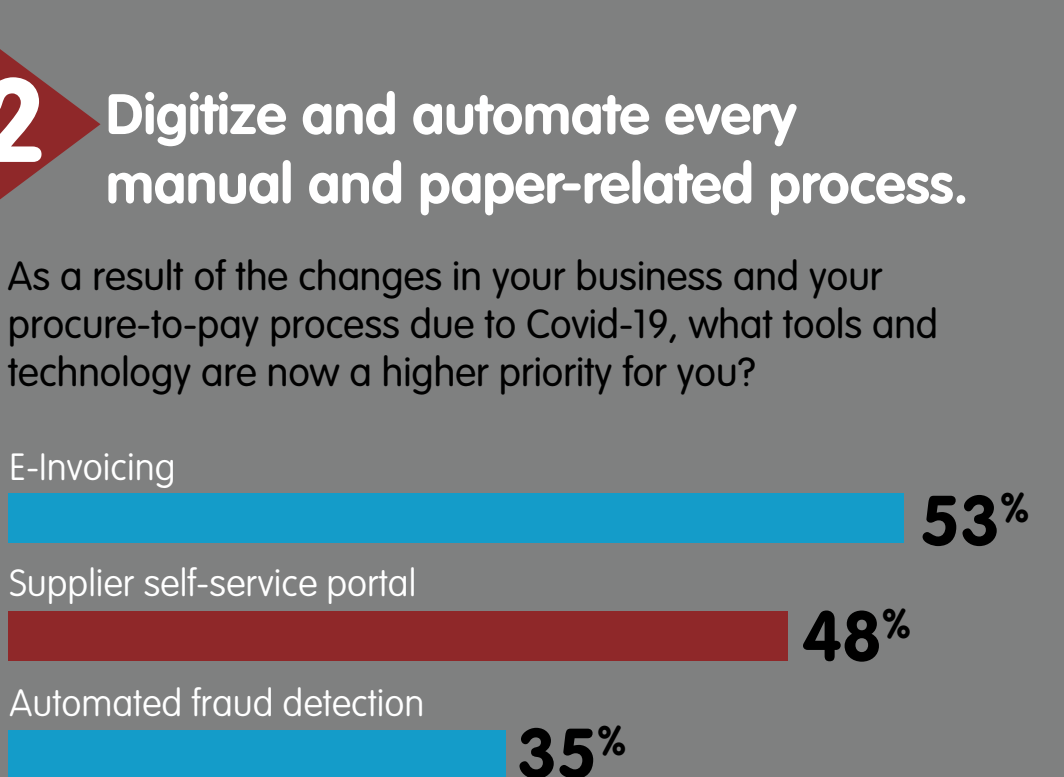 2
Digitize and automate every
manual and paper-related process.
As a result of the changes in your business and your
procure-to-pay process due to Covid-19, what tools and
technology are now a higher priority for you?
E-Invoicing
53%
Supplier self-service portal
48%
Automated fraud detection
35%